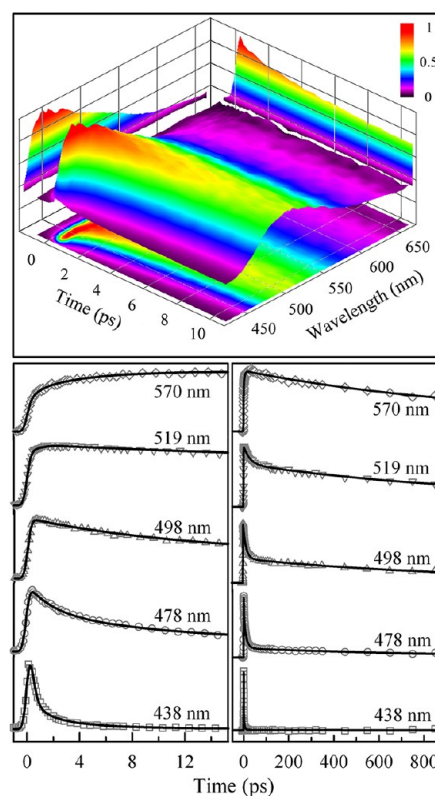 1
0.5
0
0
2
4
6
8
10
Time (ps)
450
500
550
600
650
Wavelength (nm)
570 nm
519 nm
498 nm
478 nm
438 nm
570 nm
519 nm
498 nm
478 nm
438 nm
0 4 8 12
0 200 400 600 800
Time (ps)